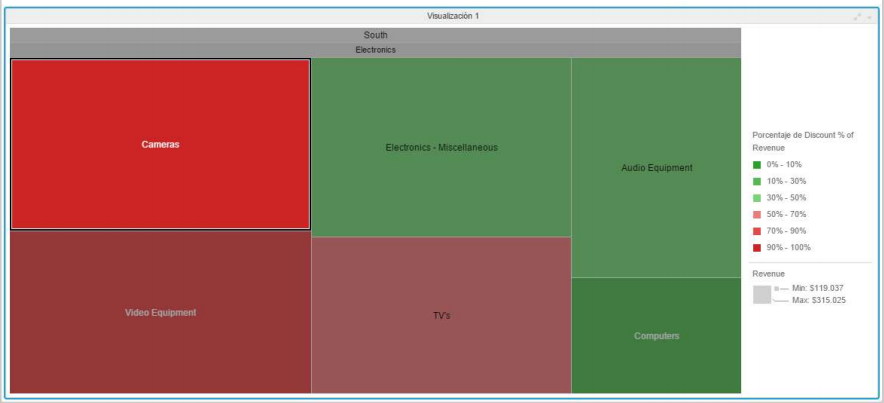 Visualización 1
South
Electronics
Cameras
Electronics - Miscellaneous
Audio Equipment
Video Equipment
TV's
Computers
Porcentaje de Discount % of
Revenue
0% - 10%
10% - 30%
30% - 50%
50% - 70%
70% - 90%
90% - 100%
Revenue
Min: $119.037
Max: $315.025